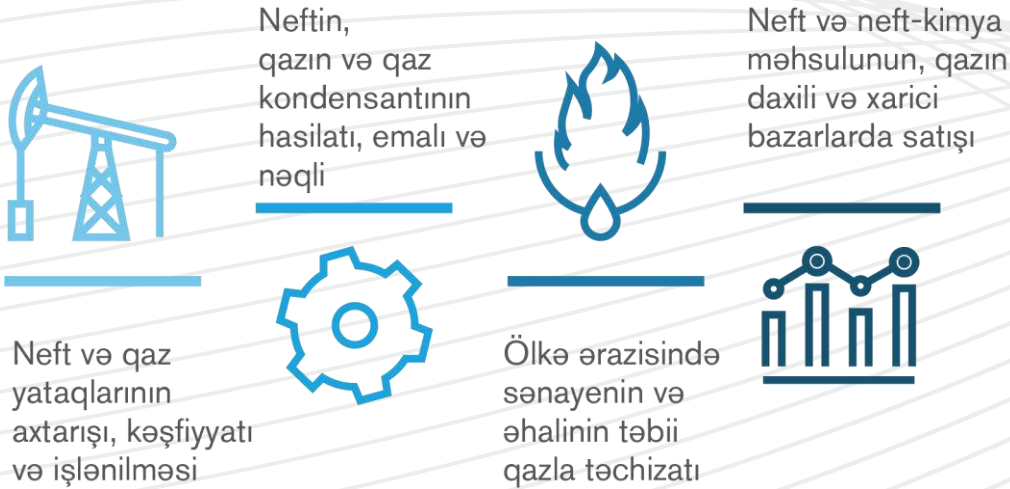 Neftin,
qazın və qaz
kondensantının
hasilatı, emalı və
nəqli
Neft və neft-kimya
məhsulunun, qazın
daxili və xarici
bazarlarda satışı
Neft və qaz
yataqlarının
axtarışı, kəşfiyyatı
və işlənilməsi
Ölkə ərazisində
sənayenin və
əhalinin təbii
qazla təchizatı